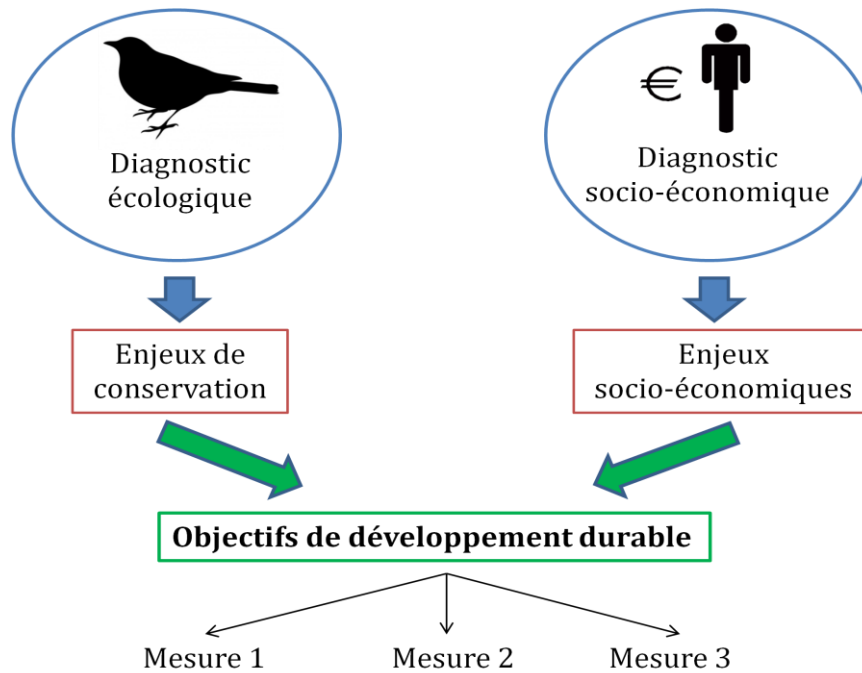 Diagnostic
écologique
€
Diagnostic
socio-économique
Enjeux de
conservation
Enjeux
socio-économiques
Objectifs de développement durable
Mesure 1
Mesure 2
Mesure 3